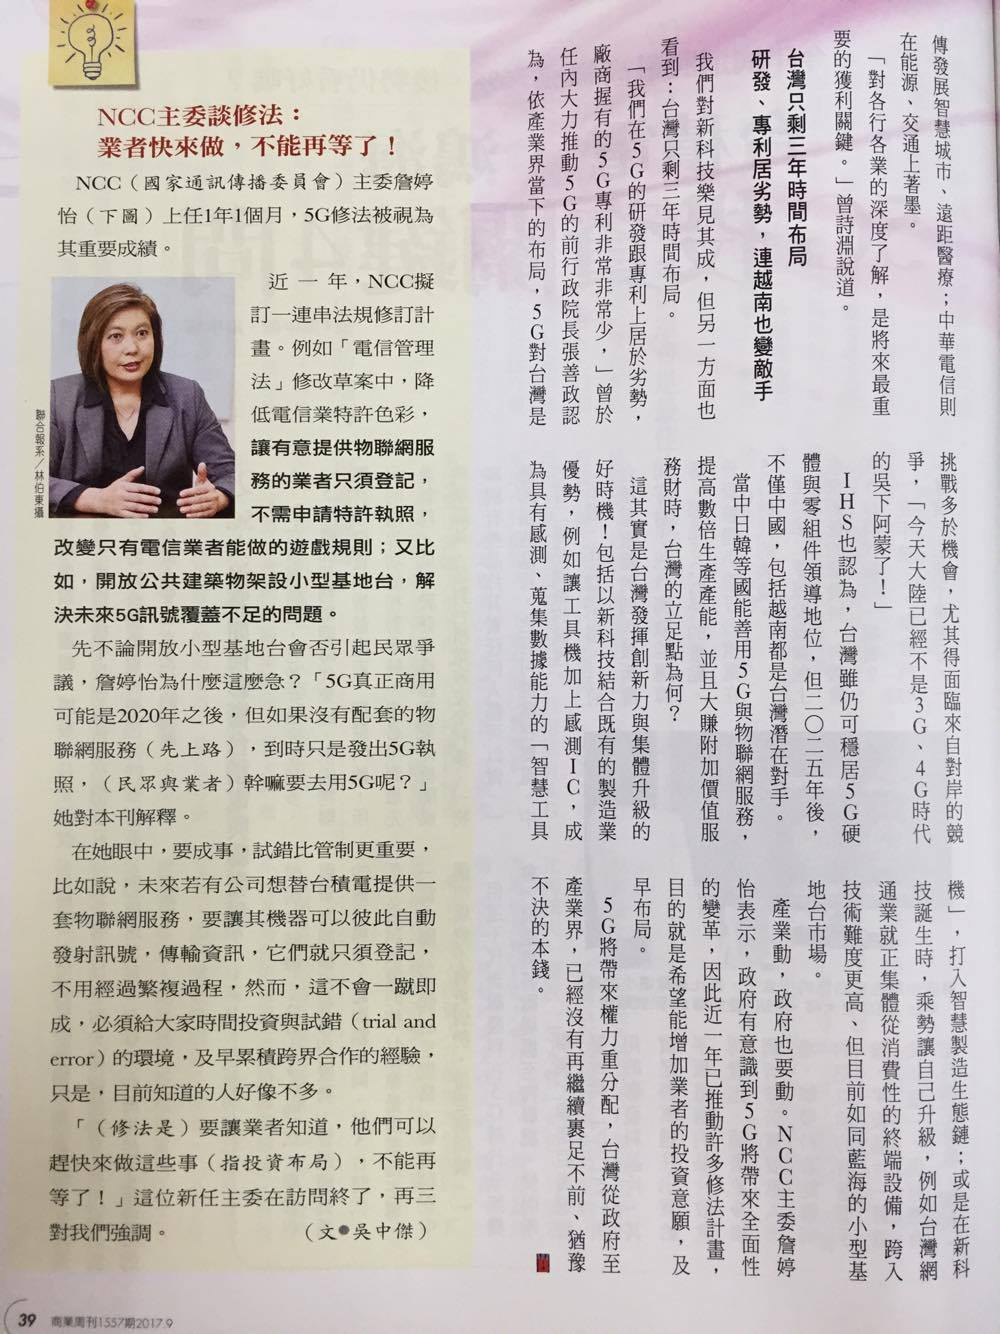 傳發展智慧城市、遠距醫療；中華電信則
在能源、交通上著墨。
「對各行各業的深度了解，是將來最重
要的獲利關鍵。」曾詩淵說道。
台灣只剩三年時間布局
研發、專利居劣勢，連越南也變敵手
我們對新科技樂見其成，但另一方面也
看到：台灣只剩三年時間布局。
「我們在5G的研發跟專利上居於劣勢，
廠商握有的5G專利非常非常少，」曾於
任內大力推動5G的前行政院長張善政認
為，依產業界當下的布局，5G對台灣是
挑戰多於機會，尤其得面臨來自對岸的競
爭，「今天大陸已經不是3G、4G時代
的吳下阿蒙了！」
IHS也認為，台灣雖仍可穩居5G硬
體與零組件領導地位，但二〇二五年後，
不僅中國，包括越南都是台灣潛在對手。
當中日韓等國能善用5G與物聯網服務，
提高數倍生產產能，並且大賺附加價值服
務財時，台灣的立足點為何？
這其實是台灣發揮創新力與集體升級的
好時機！包括以新科技結合既有的製造業
優勢，例如讓工具機加上感測IC，成
為具有感測、蒐集數據能力的「智慧工具
機」，打入智慧製造生態鏈；或是在新科
技誕生時，乘勢讓自己升級，例如台灣網
通業就正集體從消費性的終端設備，跨入
技術難度更高、但目前如同藍海的小型基
地台市場。
產業動，政府也要動。NCC主委詹婷
怡表示，政府有意識到5G將帶來全面性
的變革，因此近一年已推動許多修法計畫，
目的就是希望能增加業者的投資意願，及
早布局。
5G將帶來權力重分配，台灣從政府至
產業界，已經沒有再繼續裹足不前、猶豫
不決的本錢。
NCC主委談修法：
業者快來做，不能再等了！
NCC（國家通訊傳播委員會）主委詹婷
怡（下圖）上任1年1個月，5G修法被視為
其重要成績。
近一年，NCC擬
訂一連串法規修訂計
畫。例如「電信管理
法」修改草案中，降
低電信業特許色彩，
讓有意提供物聯網服
務的業者只須登記，
不需申請特許執照，
改變只有電信業者能做的遊戲規則；又比
如，開放公共建築物架設小型基地台，解
決未來5G訊號覆蓋不足的問題。
聯合報系／林伯東攝
先不論開放小型基地台會否引起民眾爭
議，詹婷怡為什麼這麼急？「5G真正商用
可能是2020年之後，但如果沒有配套的物
聯網服務（先上路），到時只是發出5G執
照，（民眾與業者）幹嘛要去用5G呢？」
她對本刊解釋。
在她眼中，要成事，試錯比管制更重要，
比如說，未來若有公司想替台積電提供一
套物聯網服務，要讓其機器可以彼此自動
發射訊號，傳輸資訊，它們就只須登記，
不用經過繁複過程，然而，這不會一蹴即
成，必須給大家時間投資與試錯（trial and
error）的環境，及早累積跨界合作的經驗，
只是，目前知道的人好像不多。
「（修法是）要讓業者知道，他們可以
趕快來做這些事（指投資布局），不能再
等了！」這位新任主委在訪問終了，再三
對我們強調。 （文●吳中傑）
39 商業周刊1557期2017.9